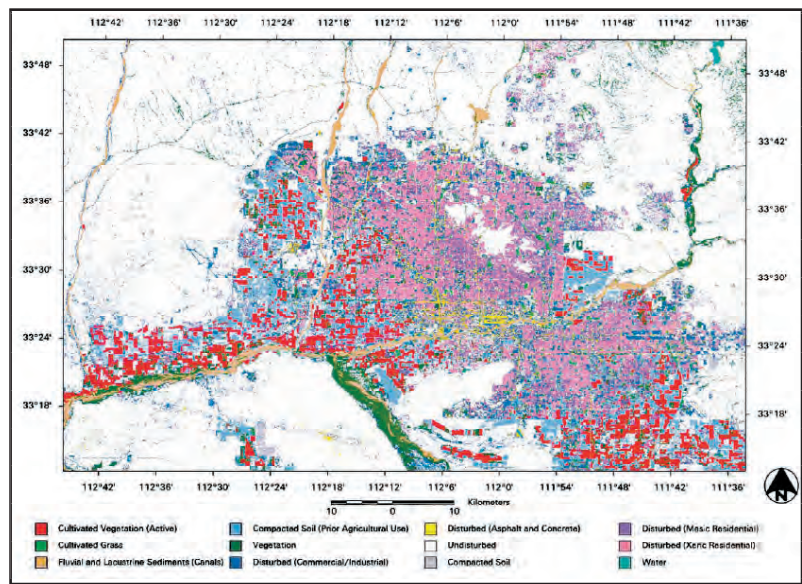 112°42' 112°36' 112°30' 112°24' 112°18' 112°12' 112°6' 112°0' 111°54' 111°48' 111°42' 111°36'
33°48' 33°48'
33°42' 33°42'
33°36' 33°36'
33°30' 33°30'
33°24' 33°24'
33°18' 33°18'
112°42' 112°36' 112°30' 112°24' 112°18' 112°12' 112°6' 112°0' 111°54' 111°48' 111°42' 111°36'
10 0 10 Kilometers
N
Cultivated Vegetation (Active) Compacted Soil (Prior Agricultural Use) Disturbed (Asphalt and Concrete) Disturbed (Mesic Residential)
Cultivated Grass Vegetation Undisturbed Disturbed (Xeric Residential)
Fluvial and Lacustrine Sediments (Canals) Disturbed (Commercial/Industrial) Compacted Soil Water